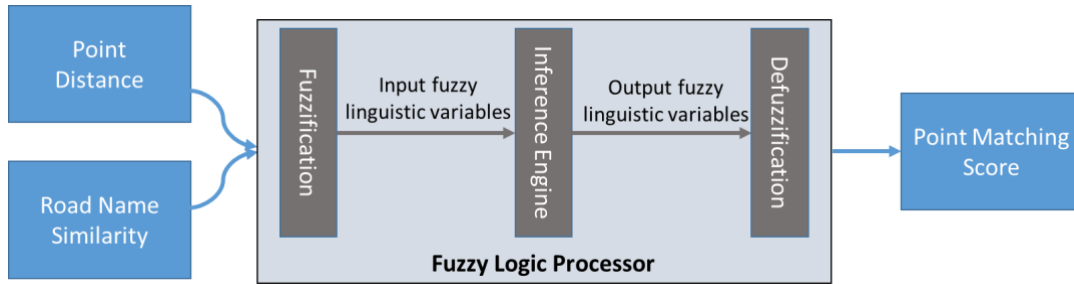 Point
Distance
Road Name
Similarity
Fuzzification
Input fuzzy
linguistic variables
Inference Engine
Output fuzzy
linguistic variables
Defuzzification
Fuzzy Logic Processor
Point Matching
Score